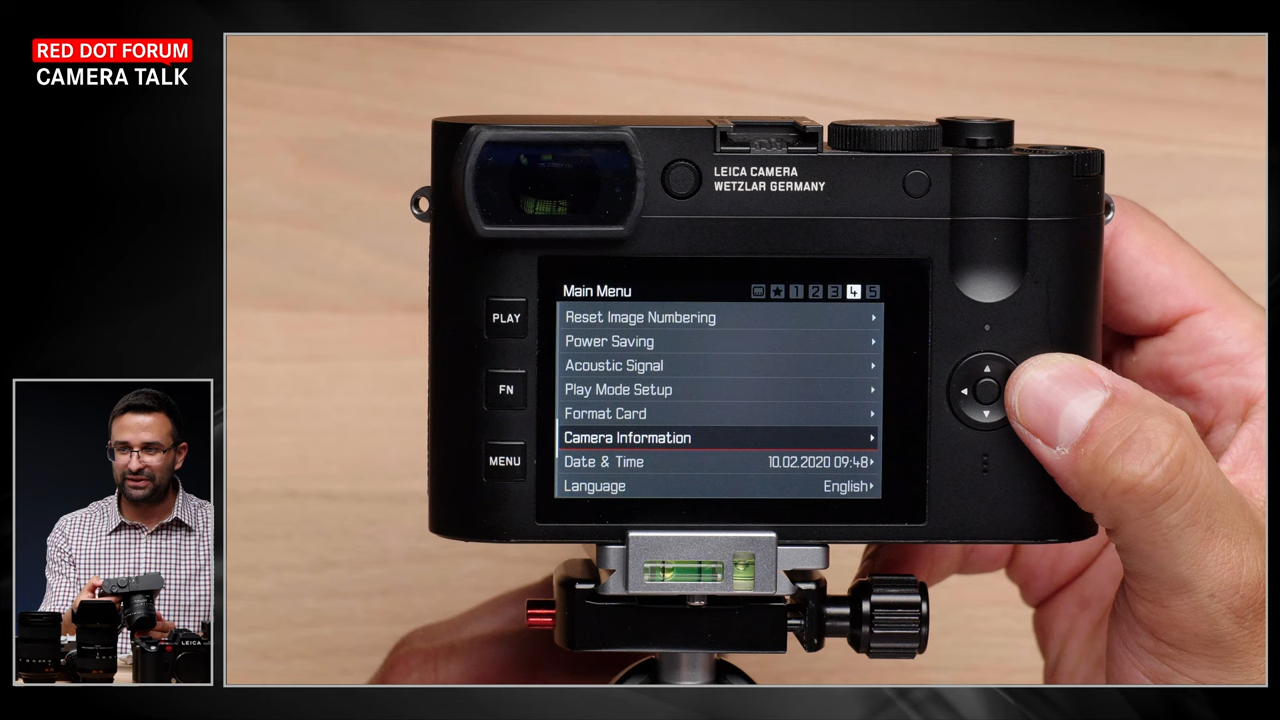 RED DOT FORUM
CAMERA TALK
LEICA CAMERA
WETZLAR GERMANY
PLAY
FN
MENU
Main Menu 1 2 3 4 5
Reset Image Numbering
Power Saving
Acoustic Signal
Play Mode Setup
Format Card
Camera Information
Date & Time 10.02.2020 09:48
Language English
LEICA